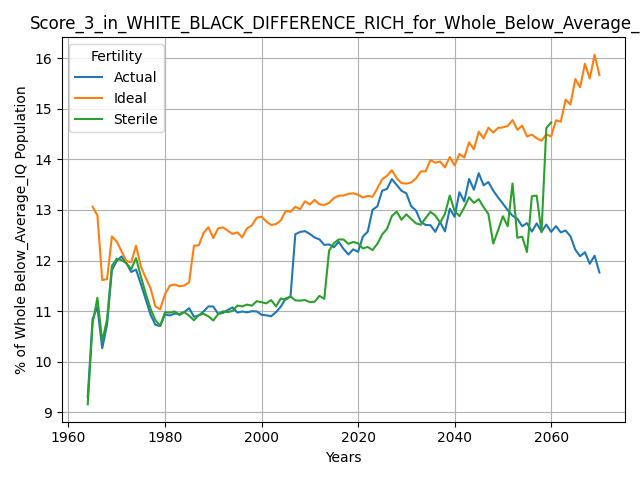 Score_3_in_WHITE_BLACK_DIFFERENCE_RICH_for_Whole_Below_Average_
Fertility
Actual
Ideal
Sterile
% of Whole Below_Average_IQ Population
16
15
14
13
12
11
10
9
1960 1980 2000 2020 2040 2060
Years